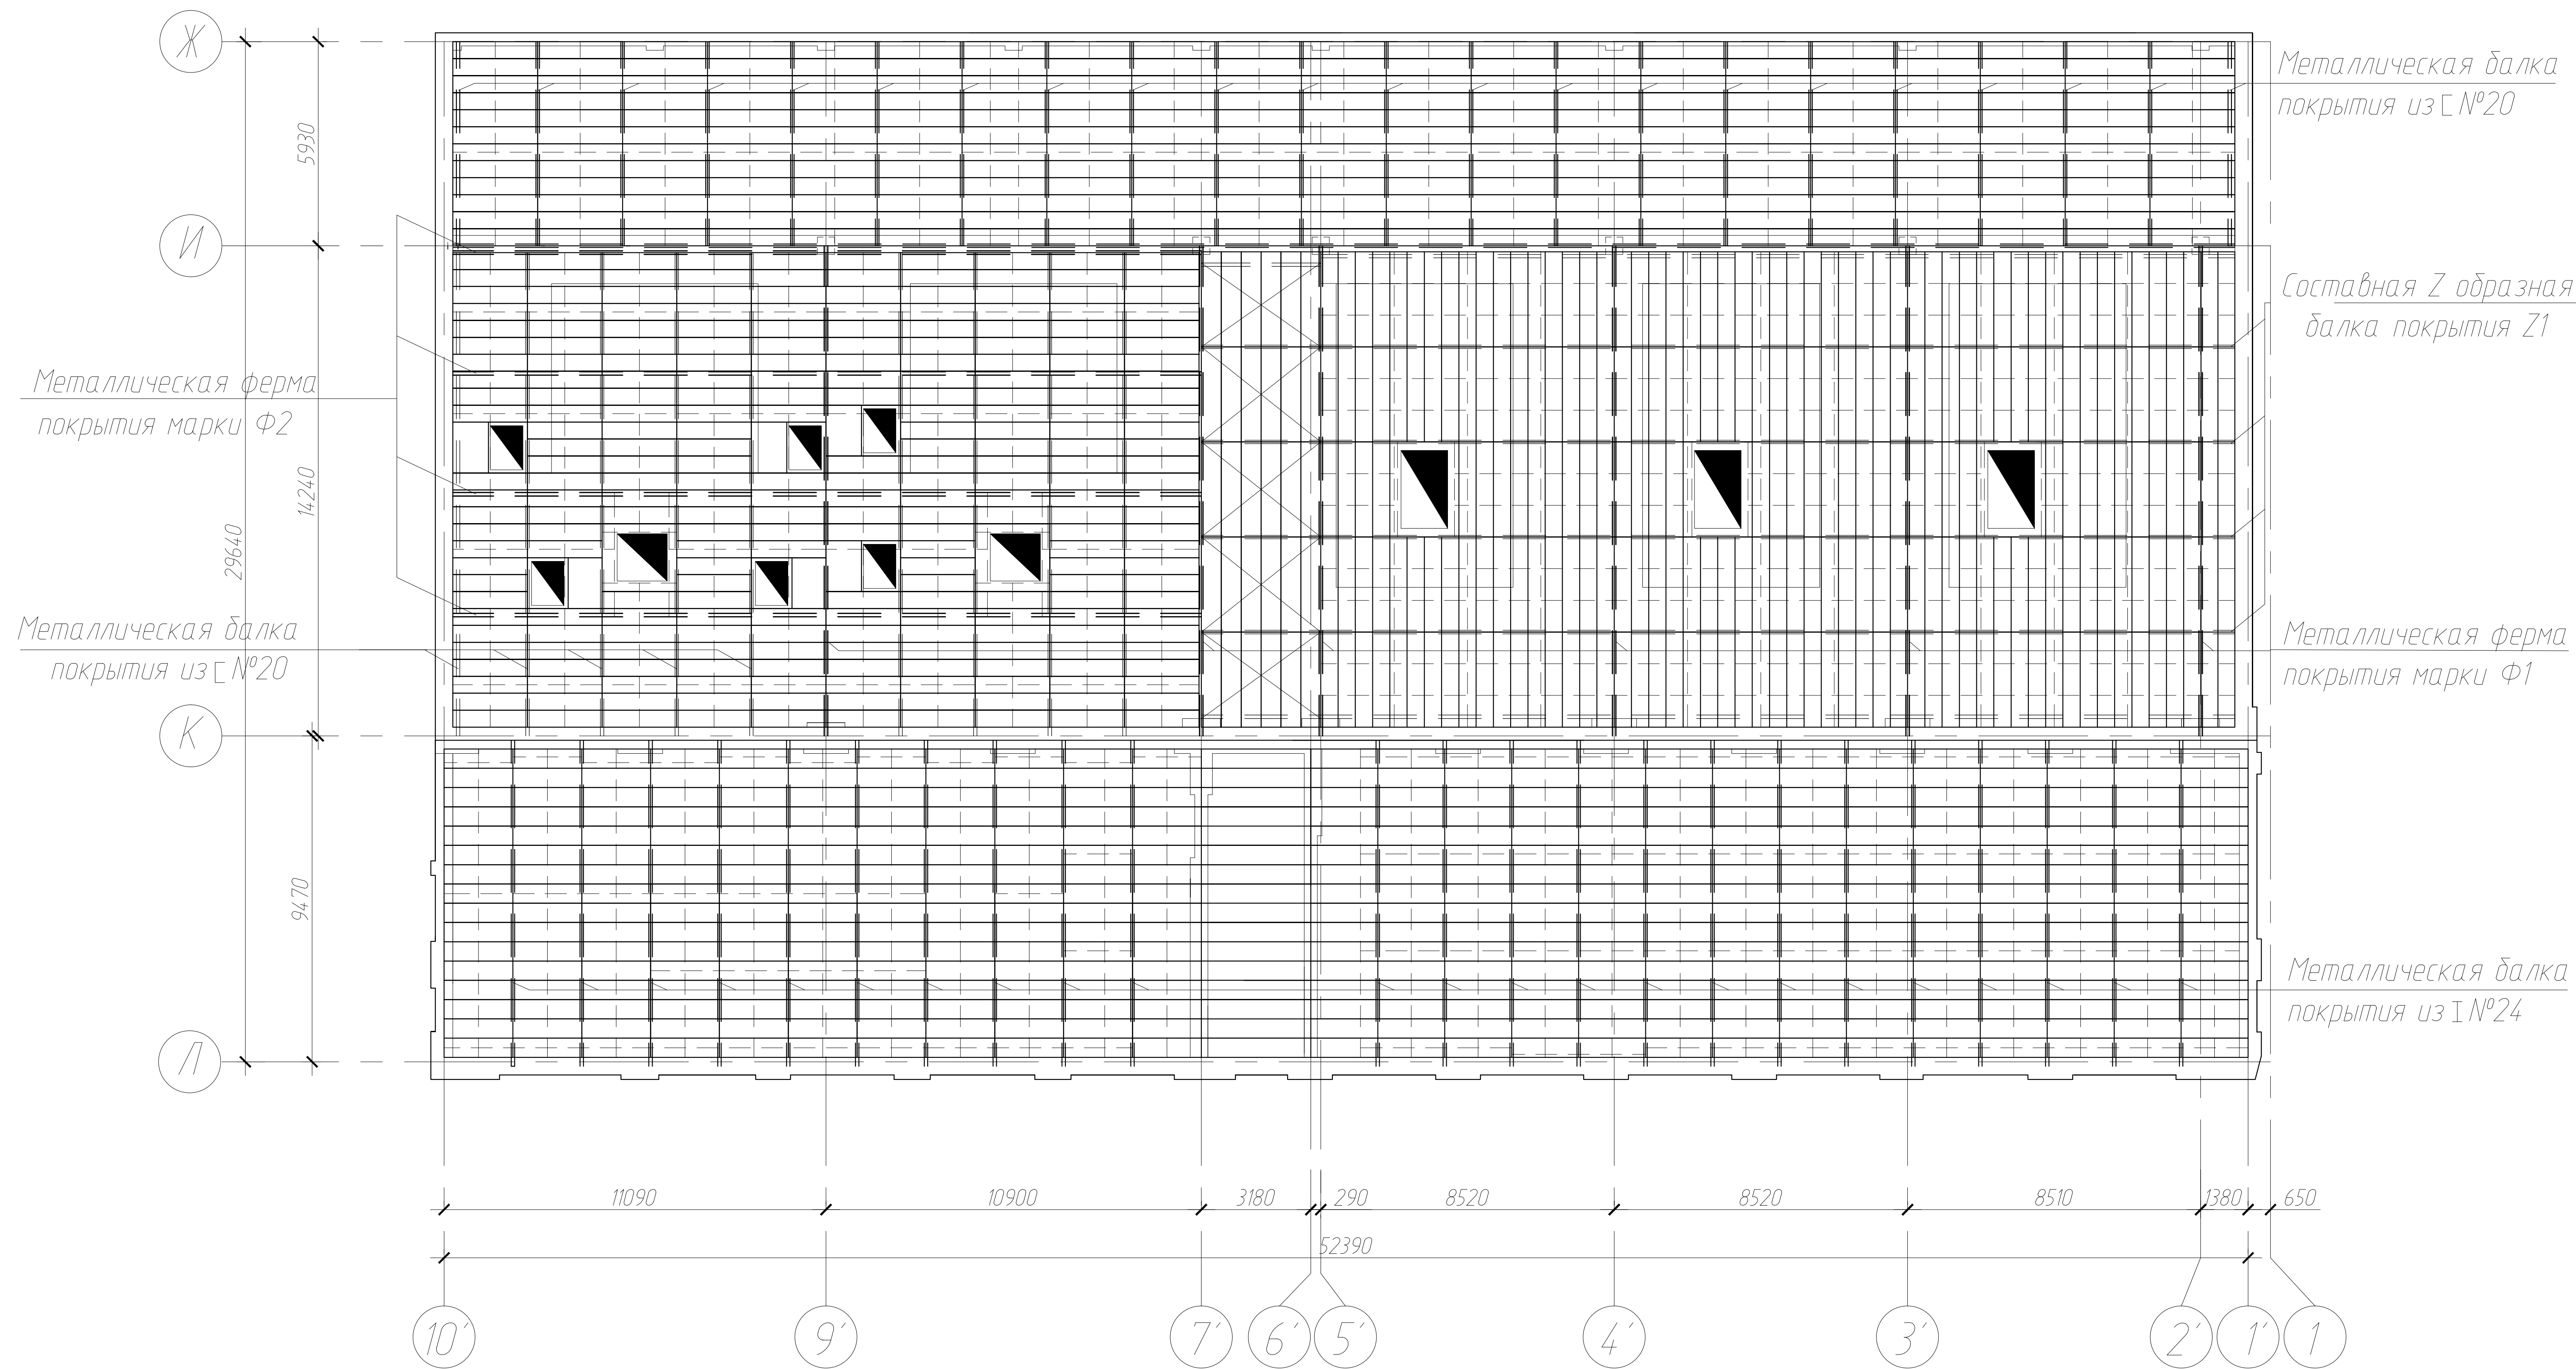 Ж
Металлическая балка
покрытия из [ №20
5930
И
Составная Z образная
балка покрытия Z1
Металлическая ферма
покрытия марки Ф2
14240
29640
Металлическая балка
покрытия из [ №20
Металлическая ферма
покрытия марки Ф1
К
9470
Металлическая балка
покрытия из I №24
Л
11090 10900 3180 290 8520 8520 8510 1380 650
52390
10' 9' 7' 6' 5' 4' 3' 2' 1' 1